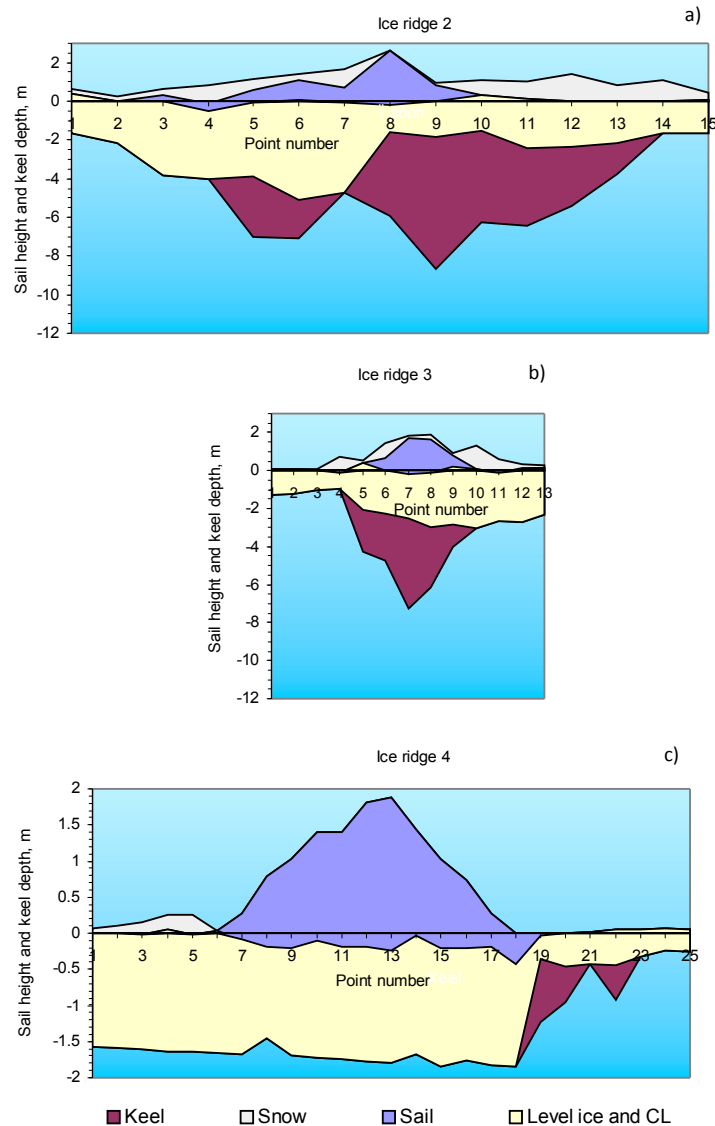 Ice ridge 2
a)
Sail height and keel depth, m
2
0
-2
-4
-6
-8
-10
-12
1 2 3 4 5 6 7 8 9 10 11 12 13 14 15
Point number
Ice ridge 3
b)
Sail height and keel depth, m
2
0
-2
-4
-6
-8
-10
-12
1 2 3 4 5 6 7 8 9 10 11 12 13
Point number
Ice ridge 4
c)
Sail height and keel depth, m
2
1.5
1
0.5
0
-0.5
-1
-1.5
-2
1 3 5 7 9 11 13 15 17 19 21 23 25
Point number
Keel
Keel Snow Sail Level ice and CL